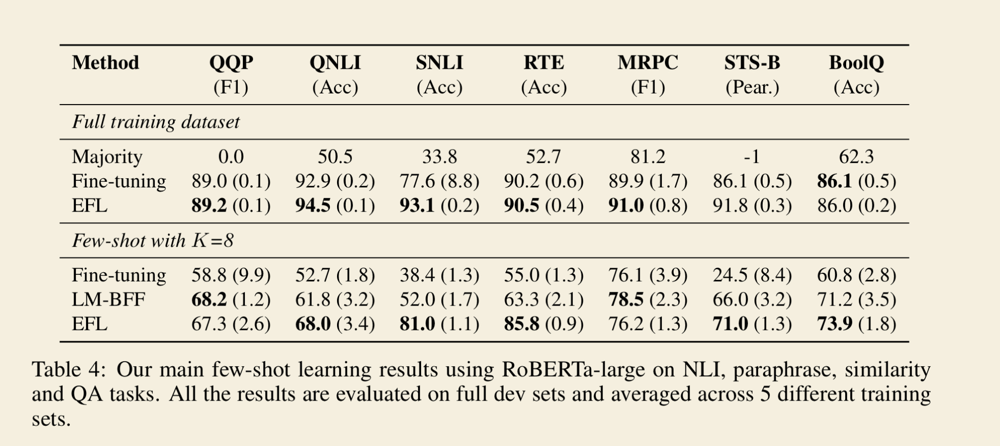 Method QQP QNLI SNLI RTE MRPC STS-B BoolQ
(F1) (Acc) (Acc) (Acc) (F1) (Pear.) (Acc)
Full training dataset
Majority 0.0 50.5 33.8 52.7 81.2 -1 62.3
Fine-tuning 89.0 (0.1) 92.9 (0.2) 77.6 (8.8) 90.2 (0.6) 89.9 (1.7) 86.1 (0.5) 86.1 (0.5)
EFL 89.2 (0.1) 94.5 (0.1) 93.1 (0.2) 90.5 (0.4) 91.0 (0.8) 91.8 (0.3) 86.0 (0.2)
Few-shot with K=8
Fine-tuning 58.8 (9.9) 52.7 (1.8) 38.4 (1.3) 55.0 (1.3) 76.1 (3.9) 24.5 (8.4) 60.8 (2.8)
LM-BFF 68.2 (1.2) 61.8 (3.2) 52.0 (1.7) 63.3 (2.1) 78.5 (2.3) 66.0 (3.2) 71.2 (3.5)
EFL 67.3 (2.6) 68.0 (3.4) 81.0 (1.1) 85.8 (0.9) 76.2 (1.3) 71.0 (1.3) 73.9 (1.8)
Table 4: Our main few-shot learning results using RoBERTa-large on NLI, paraphrase, similarity
and QA tasks. All the results are evaluated on full dev sets and averaged across 5 different training
sets.